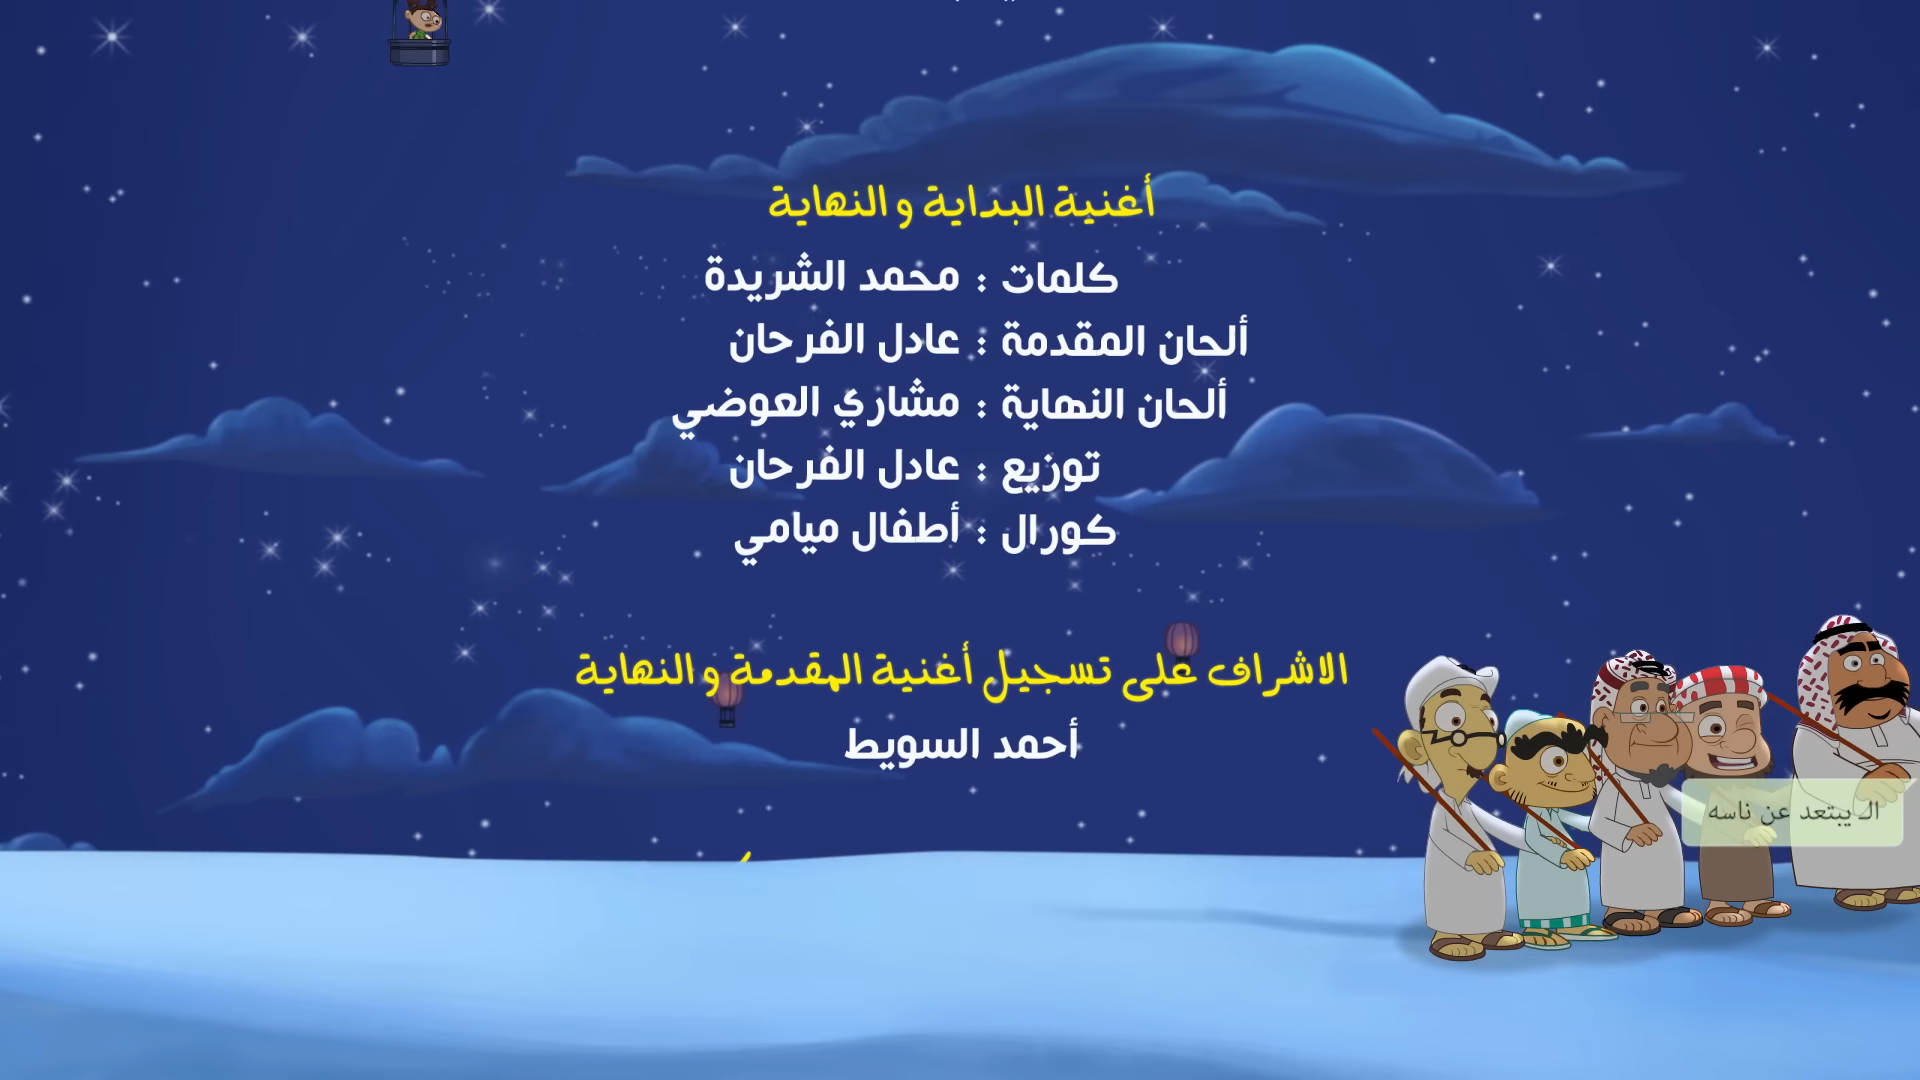 أغنية البداية و النهاية
كلمات : محمد الشريدة
ألحان المقدمة : عادل الفرحان
ألحان النهاية : مشاري العوضي
توزيع : عادل الفرحان
كورال : أطفال ميامي
الاشراف على تسجيل أغنية المقدمة و النهاية
أحمد السويط
الـ يبتعد عن ناسه